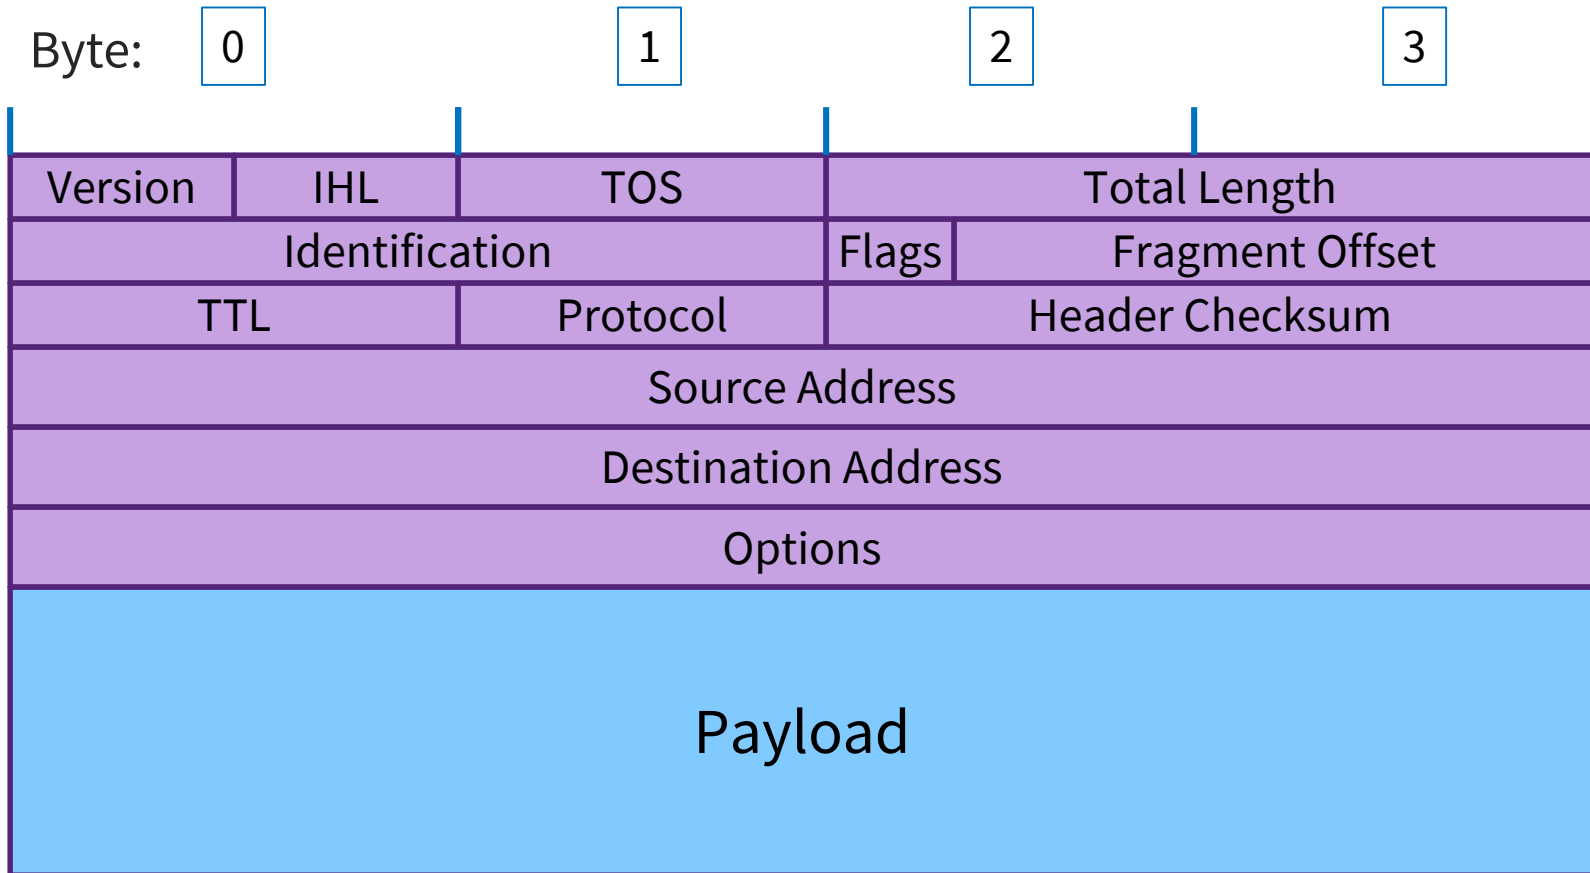 Byte: 0 1 2 3
Version IHL TOS Total Length
Identification Flags Fragment Offset
TTL Protocol Header Checksum
Source Address
Destination Address
Options
Payload